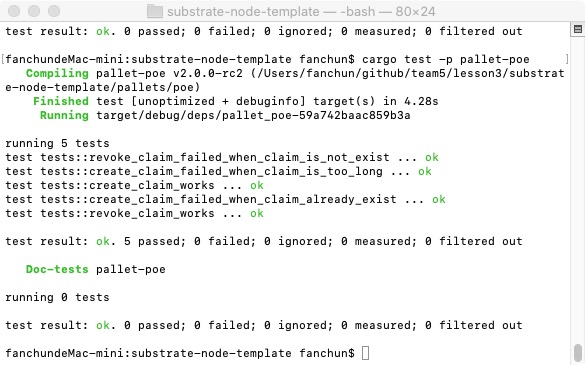 substrate-node-template — -bash — 80×24
test result: ok. 0 passed; 0 failed; 0 ignored; 0 measured; 0 filtered out
[fanchundeMac-mini:substrate-node-template fanchun$ cargo test -p pallet-poe ]
Compiling pallet-poe v2.0.0-rc2 (/Users/fanchun/github/team5/lesson3/substrat
e-node-template/pallets/poe)
Finished test [unoptimized + debuginfo] target(s) in 4.28s
Running target/debug/deps/pallet_poe-59a742baac859b3a
running 5 tests
test tests::revoke_claim_failed_when_claim_is_not_exist ... ok
test tests::create_claim_failed_when_claim_is_too_long ... ok
test tests::create_claim_works ... ok
test tests::create_claim_failed_when_claim_already_exist ... ok
test tests::revoke_claim_works ... ok
test result: ok. 5 passed; 0 failed; 0 ignored; 0 measured; 0 filtered out
Doc-tests pallet-poe
running 0 tests
test result: ok. 0 passed; 0 failed; 0 ignored; 0 measured; 0 filtered out
fanchundeMac-mini:substrate-node-template fanchun$